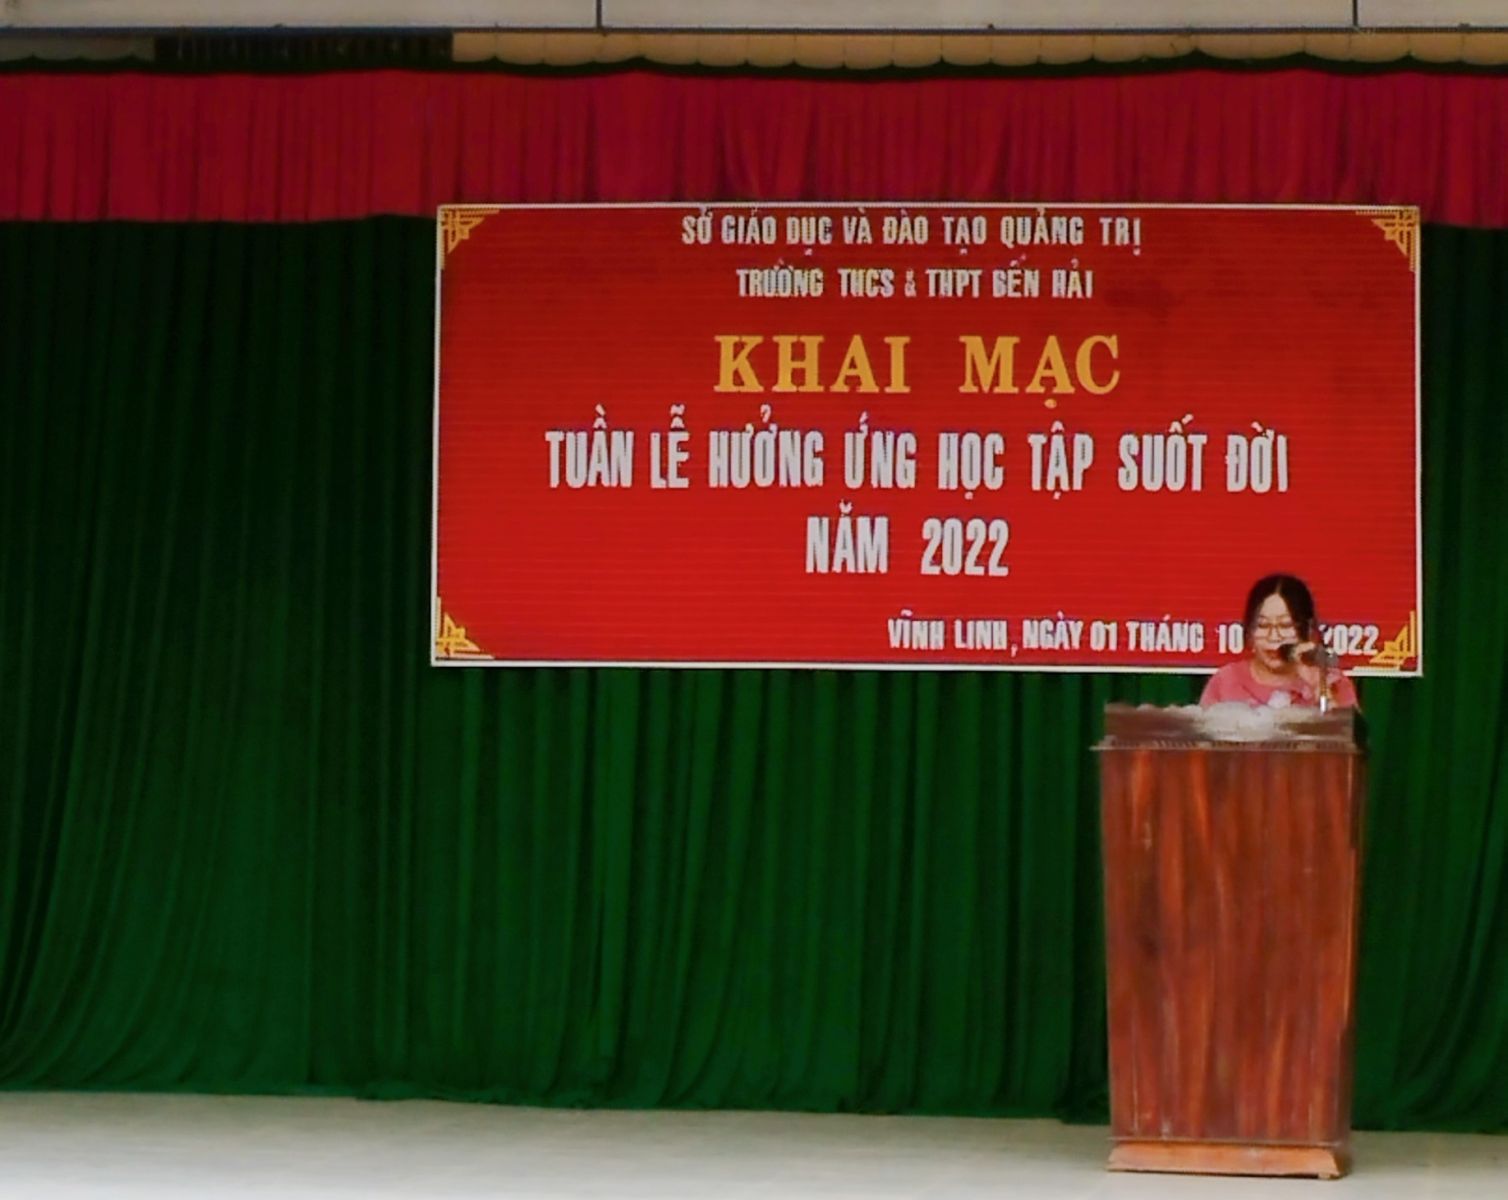 SỞ GIÁO DỤC VÀ ĐÀO TẠO QUẢNG TRỊ
TRƯỜNG THCS & THPT BẾN HẢI
KHAI MẠC
TUẦN LỄ HƯỞNG ỨNG HỌC TẬP SUỐT ĐỜI
NĂM 2022
VĨNH LINH, NGÀY 01 THÁNG 10 2022